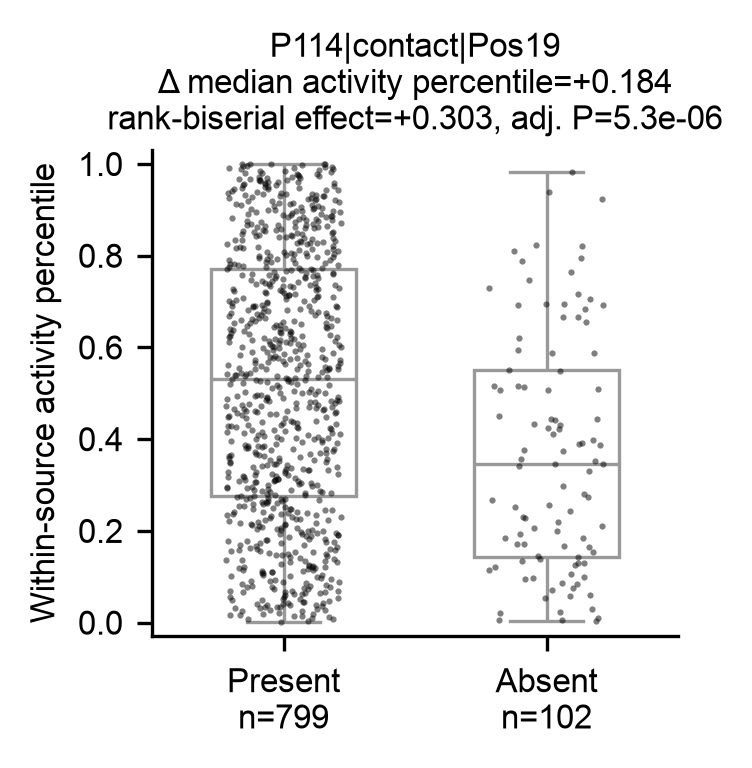 P114|contact|Pos19
Δ median activity percentile=+0.184
rank-biserial effect=+0.303, adj. P=5.3e-06
Within-source activity percentile
1.0
0.8
0.6
0.4
0.2
0.0
Present
n=799
Absent
n=102